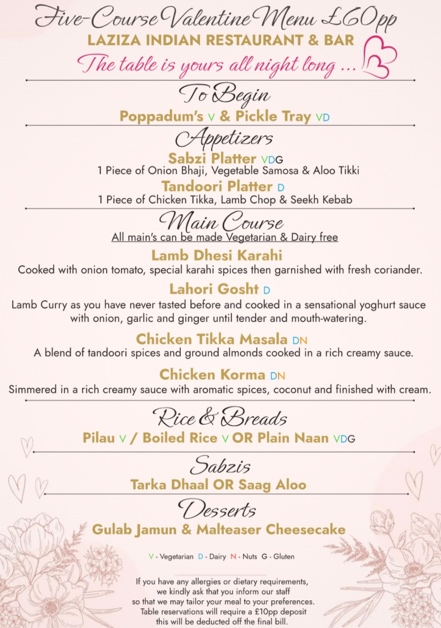 Five-Course Valentine Menu £60pp
LAZIZA INDIAN RESTAURANT & BAR
The table is yours all night long ...
To Begin
Poppadum's V & Pickle Tray VD
Appetizers
Sabzi Platter VDG
1 Piece of Onion Bhaji, Vegetable Samosa & Aloo Tikki
Tandoori Platter D
1 Piece of Chicken Tikka, Lamb Chop & Seekh Kebab
Main Course
All main's can be made Vegetarian & Dairy free
Lamb Dhesi Karahi
Cooked with onion tomato, special karahi spices then garnished with fresh coriander.
Lahori Gosht D
Lamb Curry as you have never tasted before and cooked in a sensational yoghurt sauce
with onion, garlic and ginger until tender and mouth-watering.
Chicken Tikka Masala DN
A blend of tandoori spices and ground almonds cooked in a rich creamy sauce.
Chicken Korma DN
Simmered in a rich creamy sauce with aromatic spices, coconut and finished with cream.
Rice & Breads
Pilau V / Boiled Rice V OR Plain Naan VDG
Sabzis
Tarka Dhaal OR Saag Aloo
Desserts
Gulab Jamun & Malteaser Cheesecake
V - Vegetarian D - Dairy N - Nuts G - Gluten
If you have any allergies or dietary requirements,
we kindly ask that you inform our staff
so that we may tailor your meal to your preferences.
Table reservations will require a £10pp deposit
this will be deducted off the final bill.